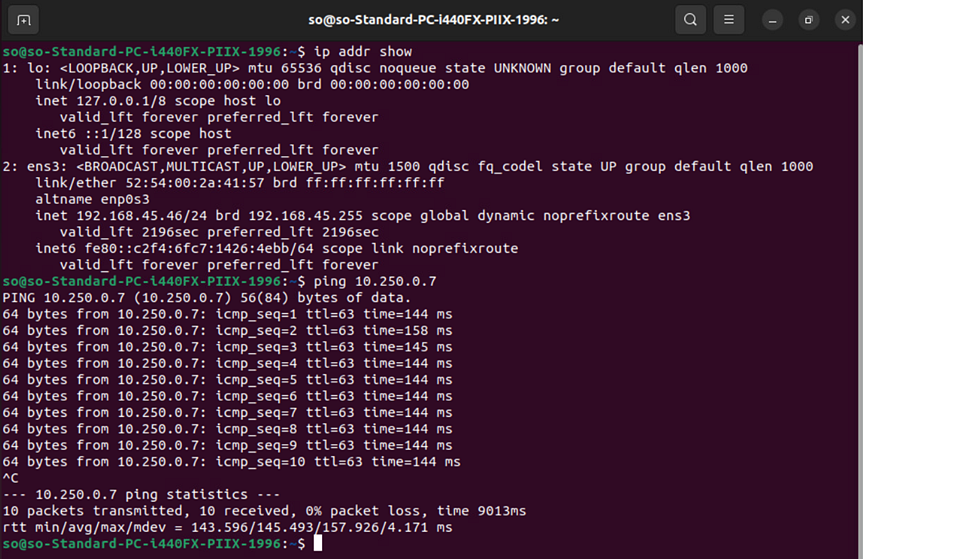 so@so-Standard-PC-i440FX-PIIX-1996: ~
so@so-Standard-PC-i440FX-PIIX-1996:~$ ip addr show
1: lo: <LOOPBACK,UP,LOWER_UP> mtu 65536 qdisc noqueue state UNKNOWN group default qlen 1000
    link/loopback 00:00:00:00:00:00 brd 00:00:00:00:00:00
    inet 127.0.0.1/8 scope host lo
       valid_lft forever preferred_lft forever
    inet6 ::1/128 scope host
       valid_lft forever preferred_lft forever
2: ens3: <BROADCAST,MULTICAST,UP,LOWER_UP> mtu 1500 qdisc fq_codel state UP group default qlen 1000
    link/ether 52:54:00:2a:41:57 brd ff:ff:ff:ff:ff:ff
    altname enp0s3
    inet 192.168.45.46/24 brd 192.168.45.255 scope global dynamic noprefixroute ens3
       valid_lft 2196sec preferred_lft 2196sec
    inet6 fe80::c2f4:6fc7:1426:4ebb/64 scope link noprefixroute
       valid_lft forever preferred_lft forever
so@so-Standard-PC-i440FX-PIIX-1996:~$ ping 10.250.0.7
PING 10.250.0.7 (10.250.0.7) 56(84) bytes of data.
64 bytes from 10.250.0.7: icmp_seq=1 ttl=63 time=144 ms
64 bytes from 10.250.0.7: icmp_seq=2 ttl=63 time=158 ms
64 bytes from 10.250.0.7: icmp_seq=3 ttl=63 time=145 ms
64 bytes from 10.250.0.7: icmp_seq=4 ttl=63 time=144 ms
64 bytes from 10.250.0.7: icmp_seq=5 ttl=63 time=144 ms
64 bytes from 10.250.0.7: icmp_seq=6 ttl=63 time=144 ms
64 bytes from 10.250.0.7: icmp_seq=7 ttl=63 time=144 ms
64 bytes from 10.250.0.7: icmp_seq=8 ttl=63 time=144 ms
64 bytes from 10.250.0.7: icmp_seq=9 ttl=63 time=144 ms
64 bytes from 10.250.0.7: icmp_seq=10 ttl=63 time=144 ms
^C
--- 10.250.0.7 ping statistics ---
10 packets transmitted, 10 received, 0% packet loss, time 9013ms
rtt min/avg/max/mdev = 143.596/145.493/157.926/4.171 ms
so@so-Standard-PC-i440FX-PIIX-1996:~$